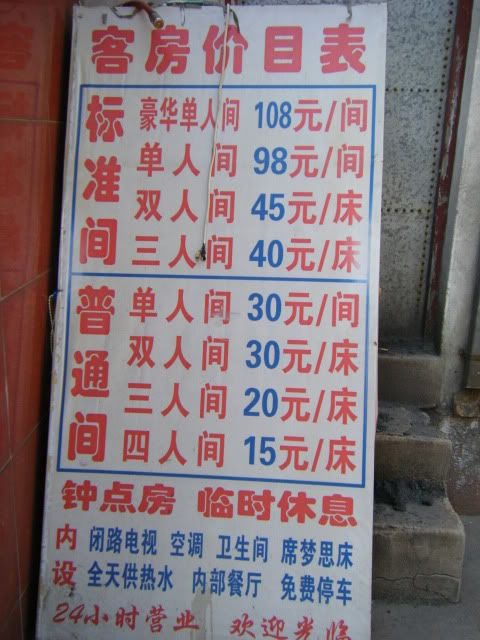 客房价目表
标准间
豪华单人间 108元/间
单人间 98元/间
双人间 45元/床
三人间 40元/床
普通间
单人间 30元/间
双人间 30元/床
三人间 20元/床
四人间 15元/床
钟点房 临时休息
内设
闭路电视 空调 卫生间 席梦思床
全天供热水 内部餐厅 免费停车
24小时营业 欢迎光临